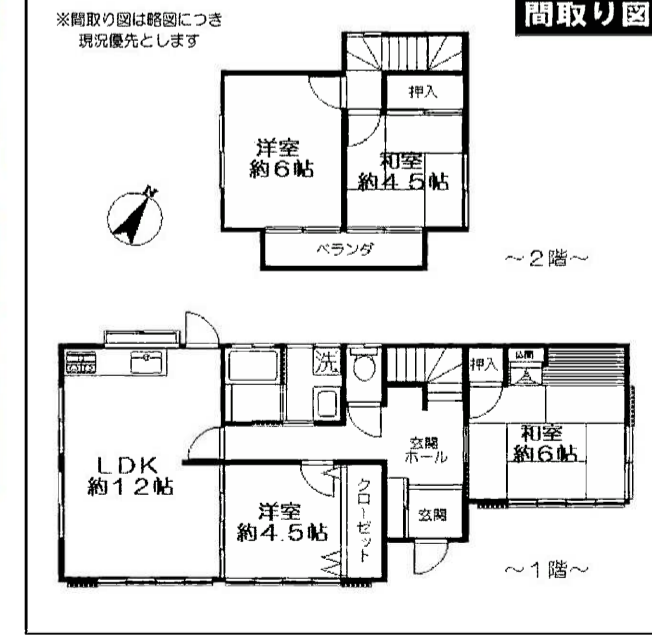 間取り図
※間取り図は略図につき
現況優先とします
N
押入
洋室
約6帖
和室
約4.5帖
ベランダ
~2階~
洗
押入
仏間
LDK
約12帖
玄関
ホール
和室
約6帖
洋室
約4.5帖
クローゼット
玄関
~1階~